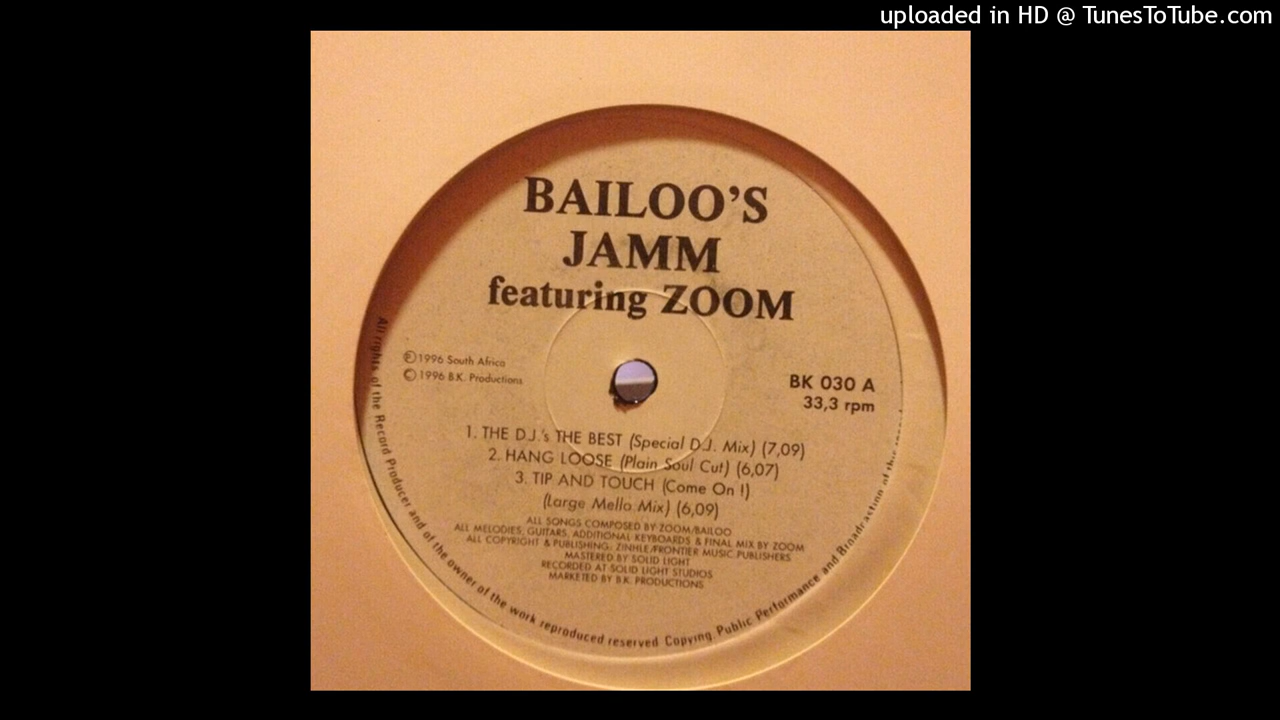 uploaded in HD @ TunesToTube.com
BAILOO'S
JAMM
featuring ZOOM
Ⓟ1996 South Africa
© 1996 B.K. Productions
BK 030 A
33,3 rpm
1. THE D.J.'s THE BEST (Special D.J. Mix) (7,09)
2. HANG LOOSE (Plain Soul Cut) (6,07)
3. TIP AND TOUCH (Come On !)
(Large Mello Mix) (6,09)
ALL SONGS COMPOSED BY ZOOM/BAILOO
ALL MELODIES, GUITARS, ADDITIONAL KEYBOARDS & FINAL MIX BY ZOOM
ALL COPYRIGHT & PUBLISHING: ZINHLE/FRONTIER MUSIC PUBLISHERS
MASTERED BY SOLID LIGHT
RECORDED AT SOLID LIGHT STUDIOS
MARKETED BY B.K. PRODUCTIONS
All rights of the Record Producer and of the owner of the work reproduced reserved. Copying, Public Performance and Broadcasting of this